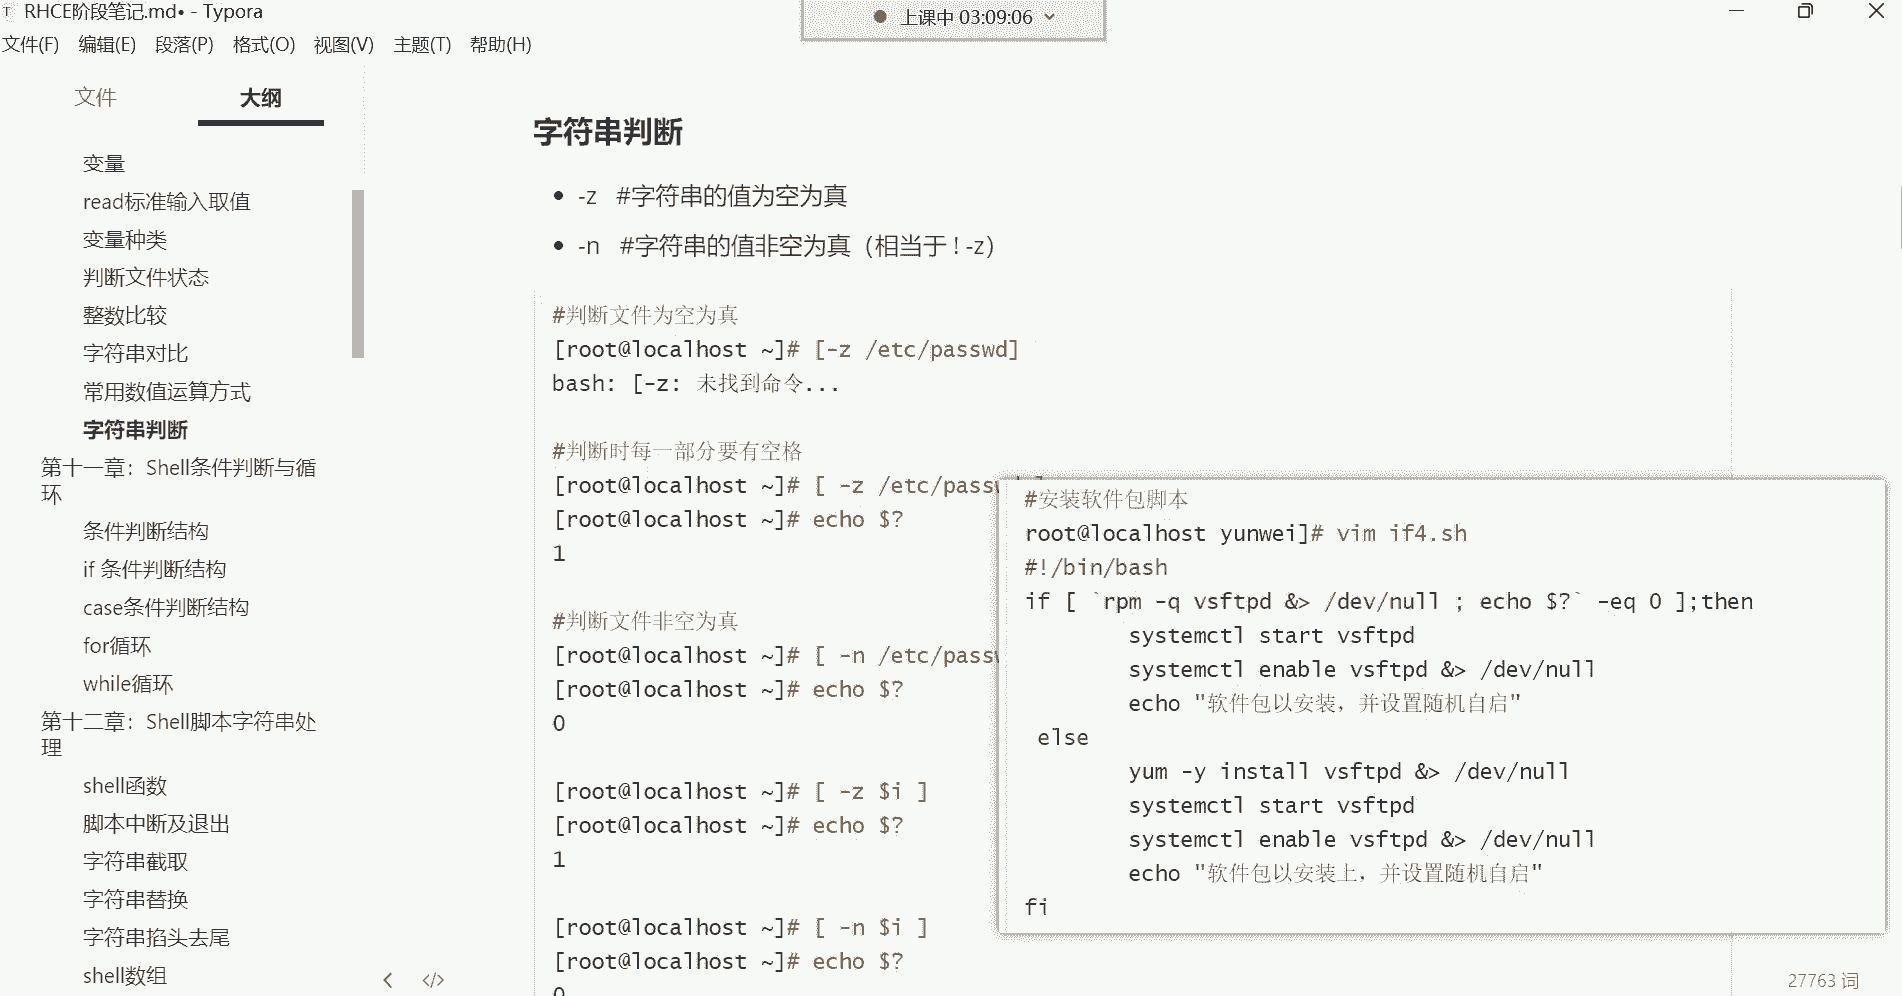 RHCE阶段笔记.md• - Typora
上课中 03:09:06
文件(F) 编辑(E) 段落(P) 格式(O) 视图(V) 主题(T) 帮助(H)
文件 大纲
变量
read标准输入取值
变量种类
判断文件状态
整数比较
字符串对比
常用数值运算方式
字符串判断
第十一章：Shell条件判断与循
环
条件判断结构
if 条件判断结构
case条件判断结构
for循环
while循环
第十二章：Shell脚本字符串处
理
shell函数
脚本中断及退出
字符串截取
字符串替换
字符串掐头去尾
shell数组
字符串判断
• -z #字符串的值为空为真
• -n #字符串的值非空为真（相当于 ! -z）
#判断文件为空为真
[root@localhost ~]# [-z /etc/passwd]
bash: [-z: 未找到命令...
#判断时每一部分要有空格
[root@localhost ~]# [ -z /etc/pass
[root@localhost ~]# echo $?
1
#判断文件非空为真
[root@localhost ~]# [ -n /etc/pass
[root@localhost ~]# echo $?
0
[root@localhost ~]# [ -z $i ]
[root@localhost ~]# echo $?
1
[root@localhost ~]# [ -n $i ]
[root@localhost ~]# echo $?
0
#安装软件包脚本
root@localhost yunwei]# vim if4.sh
#!/bin/bash
if [ `rpm -q vsftpd &> /dev/null ; echo $?` -eq 0 ];then
systemctl start vsftpd
systemctl enable vsftpd &> /dev/null
echo "软件包以安装，并设置随机自启"
else
yum -y install vsftpd &> /dev/null
systemctl start vsftpd
systemctl enable vsftpd &> /dev/null
echo "软件包以安装上，并设置随机自启"
fi
27763 词